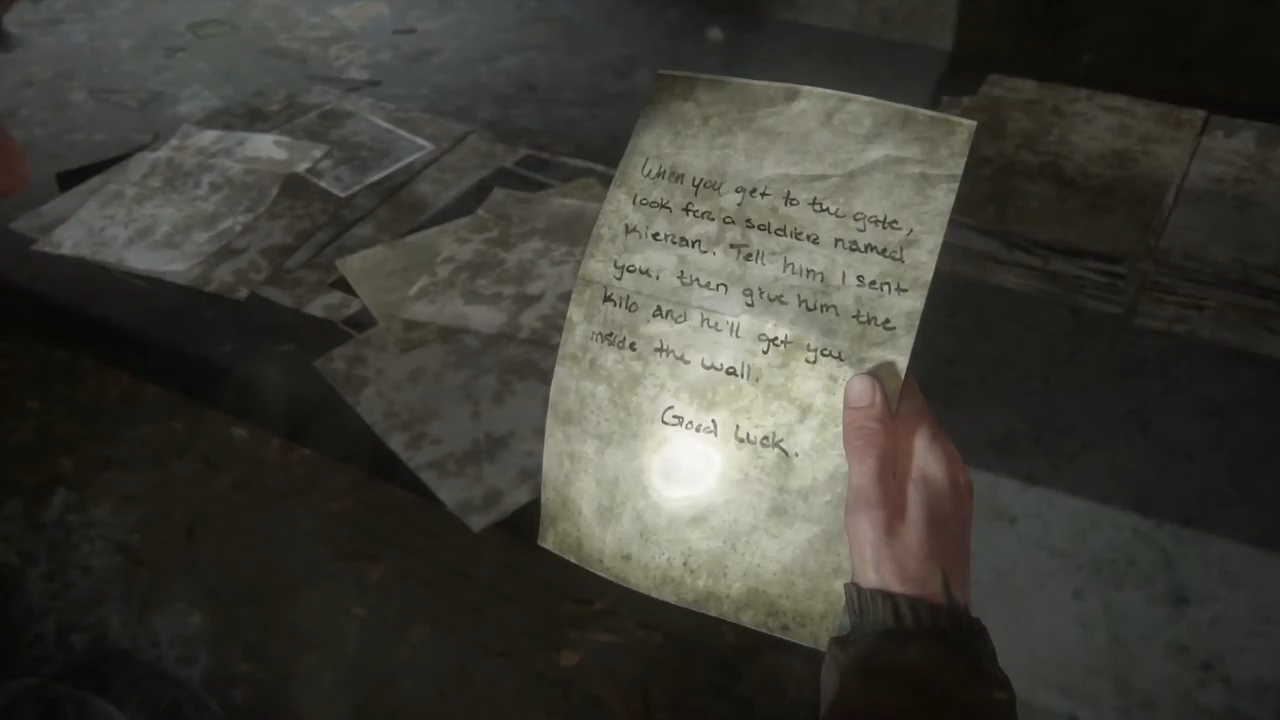 When you get to the gate,
look for a soldier named
Kieran. Tell him I sent
you, then give him the
kilo and he'll get you
inside the wall.
Good Luck.